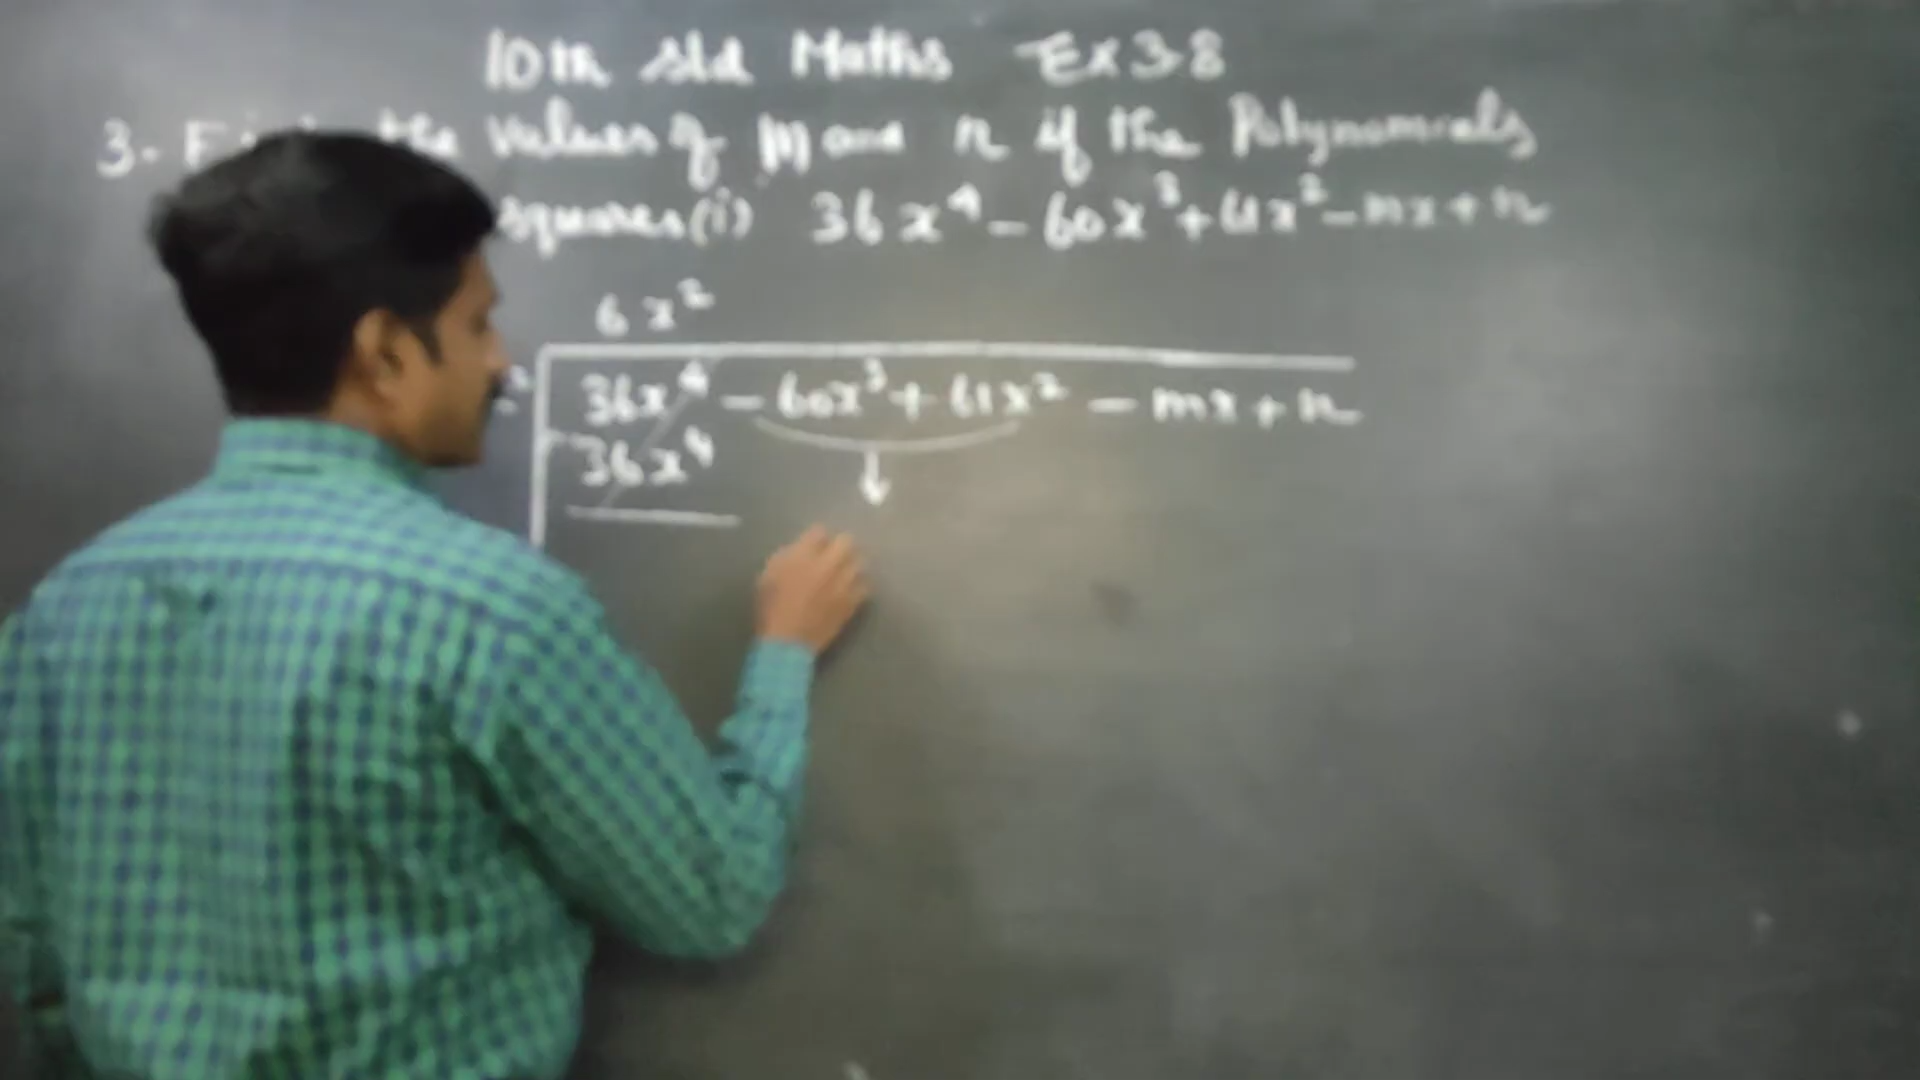 10th std Maths Ex 3.8
3. the values of m and n if the Polynomials
squares (i) 36x⁴ - 60x³ + 61x² - mx + n
6x²
36x⁴ - 60x³ + 61x² - mx + n
36x⁴